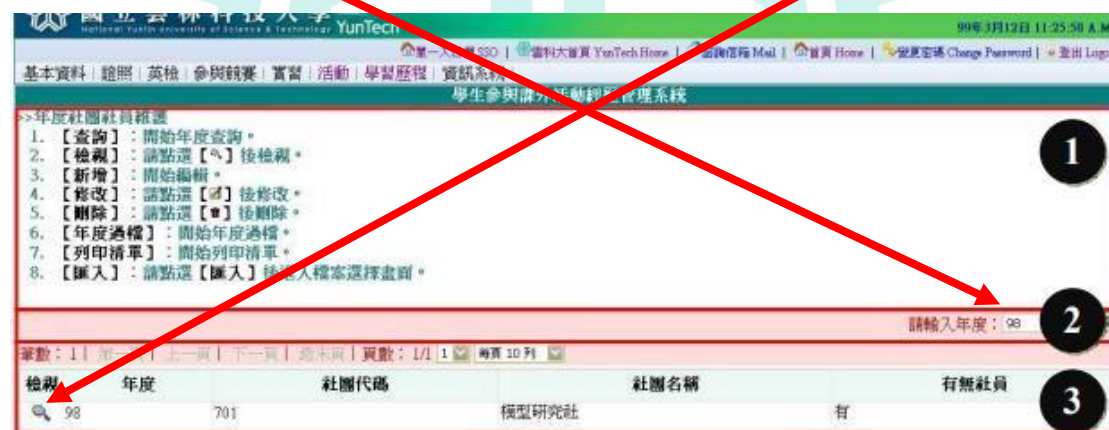 國立雲林科技大學 YunTech
National Yunlin University of Science & Technology
99年3月12日 11:25:50 A.M
SSO | 雲科大首頁 YunTech Home | Mail | 首頁 Home | 變更密碼 Change Password | 登出 Logo
基本資料 | 證照 | 英檢 | 參與競賽 | 實習 | 活動 | 學習歷程 | 資訊系統
學生參與課外活動經歷管理系統
>>年度社團社員維護
1. 【查詢】:開始年度查詢。
2. 【檢視】:請點選【】後檢視。
3. 【新增】:開始編輯。
4. 【修改】:請點選【】後修改。
5. 【刪除】:請點選【】後刪除。
6. 【年度過檔】:開始年度過檔。
7. 【列印清單】:開始列印清單。
8. 【匯入】:請點選【匯入】後進入檔案選擇畫面。
1
請輸入年度:98
2
筆數:1 | 第一頁 | 上一頁 | 下一頁 | 最末頁 | 頁數:1/1 1 每頁 10 列
檢視 年度 社團代碼 社團名稱 有無社員
98 701 模型研究社 有
3